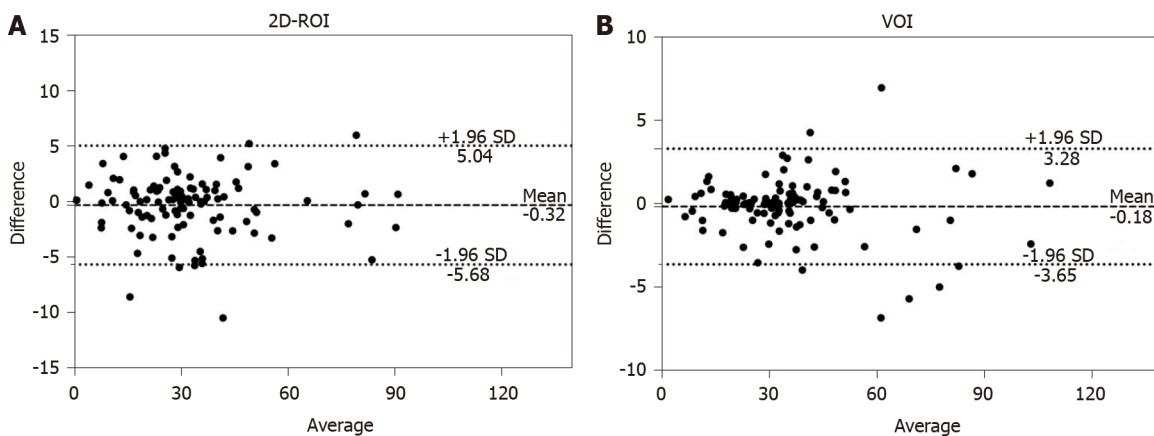 A
2D-ROI
15
10
5
0
-5
-10
-15
Difference
+1.96 SD
5.04
Mean
-0.32
-1.96 SD
-5.68
0
30
60
90
120
Average
B
VOI
10
5
0
-5
-10
Difference
+1.96 SD
3.28
Mean
-0.18
-1.96 SD
-3.65
0
30
60
90
120
Average